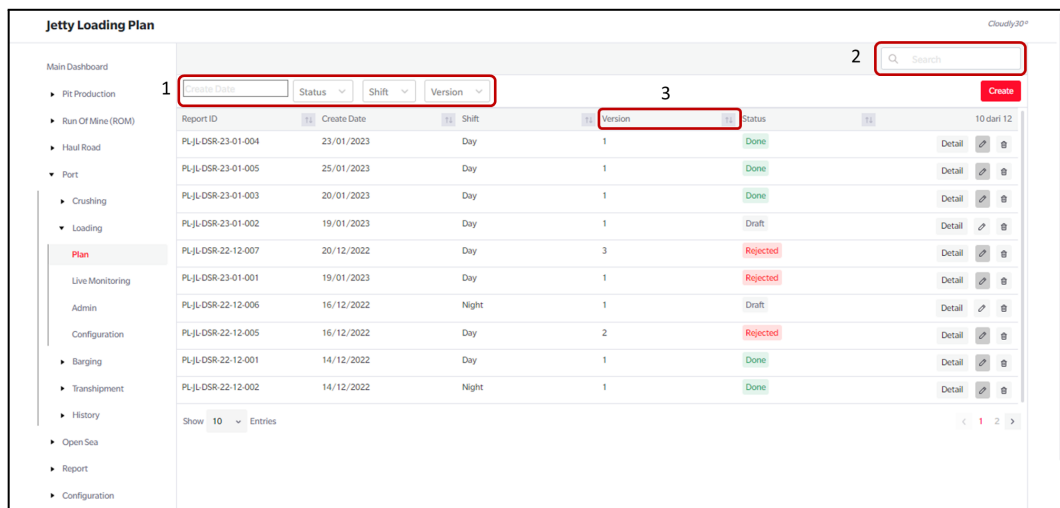 Jetty Loading Plan
Cloudly30°
2
Search
Main Dashboard
Pit Production
Run Of Mine (ROM)
Haul Road
Port
Crushing
Loading
Plan
Live Monitoring
Admin
Configuration
Barging
Transhipment
History
Open Sea
Report
Configuration
1 Create Date Status Shift Version 3 Create
Report ID Create Date Shift Version Status 10 dari 12
PL-JL-DSR-23-01-004 23/01/2023 Day 1 Done Detail
PL-JL-DSR-23-01-005 25/01/2023 Day 1 Done Detail
PL-JL-DSR-23-01-003 20/01/2023 Day 1 Done Detail
PL-JL-DSR-23-01-002 19/01/2023 Day 1 Draft Detail
PL-JL-DSR-22-12-007 20/12/2022 Day 3 Rejected Detail
PL-JL-DSR-23-01-001 19/01/2023 Day 1 Rejected Detail
PL-JL-DSR-22-12-006 16/12/2022 Night 1 Draft Detail
PL-JL-DSR-22-12-005 16/12/2022 Day 2 Rejected Detail
PL-JL-DSR-22-12-001 14/12/2022 Day 1 Done Detail
PL-JL-DSR-22-12-002 14/12/2022 Night 1 Done Detail
Show 10 Entries < 1 2 >